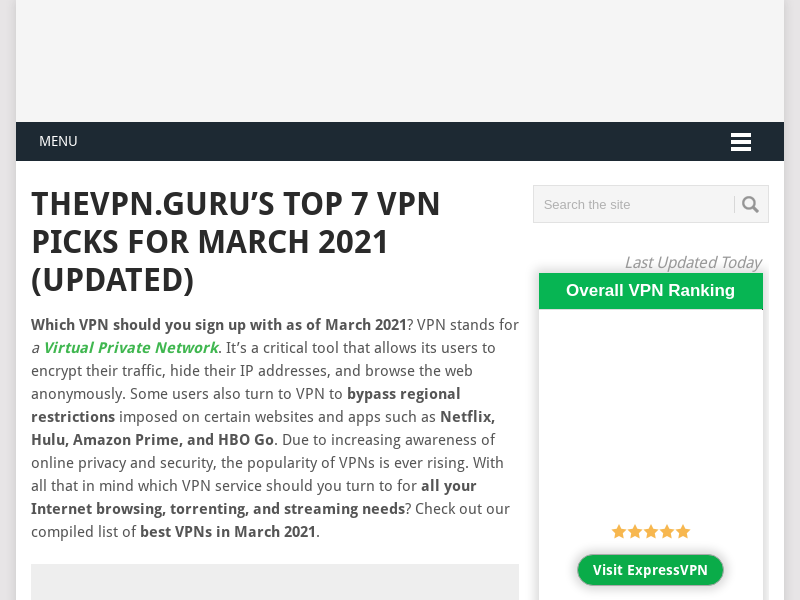 MENU
THEVPN.GURU’S TOP 7 VPN
PICKS FOR MARCH 2021
(UPDATED)
Which VPN should you sign up with as of March 2021? VPN stands for
a Virtual Private Network. It’s a critical tool that allows its users to
encrypt their traffic, hide their IP addresses, and browse the web
anonymously. Some users also turn to VPN to bypass regional
restrictions imposed on certain websites and apps such as Netflix,
Hulu, Amazon Prime, and HBO Go. Due to increasing awareness of
online privacy and security, the popularity of VPNs is ever rising. With
all that in mind which VPN service should you turn to for all your
Internet browsing, torrenting, and streaming needs? Check out our
compiled list of best VPNs in March 2021.
Search the site
Last Updated Today
Overall VPN Ranking
Visit ExpressVPN